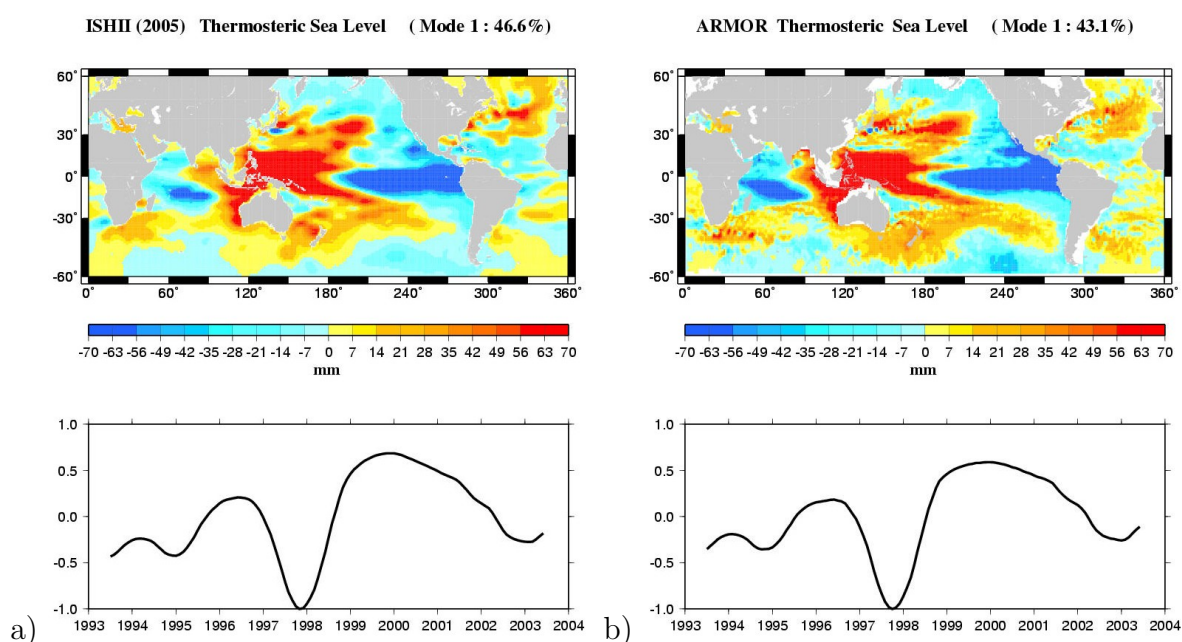 ISHII (2005) Thermosteric Sea Level ( Mode 1 : 46.6%)
60˚
30˚
0˚
-30˚
-60˚
0˚ 60˚ 120˚ 180˚ 240˚ 300˚ 360˚
-70 -63 -56 -49 -42 -35 -28 -21 -14 -7 0 7 14 21 28 35 42 49 56 63 70
mm
1.0
0.5
0.0
-0.5
-1.0
1993 1994 1995 1996 1997 1998 1999 2000 2001 2002 2003 2004
a)
ARMOR Thermosteric Sea Level ( Mode 1 : 43.1%)
60˚
30˚
0˚
-30˚
-60˚
0˚ 60˚ 120˚ 180˚ 240˚ 300˚ 360˚
-70 -63 -56 -49 -42 -35 -28 -21 -14 -7 0 7 14 21 28 35 42 49 56 63 70
mm
1.0
0.5
0.0
-0.5
-1.0
1993 1994 1995 1996 1997 1998 1999 2000 2001 2002 2003 2004
b)